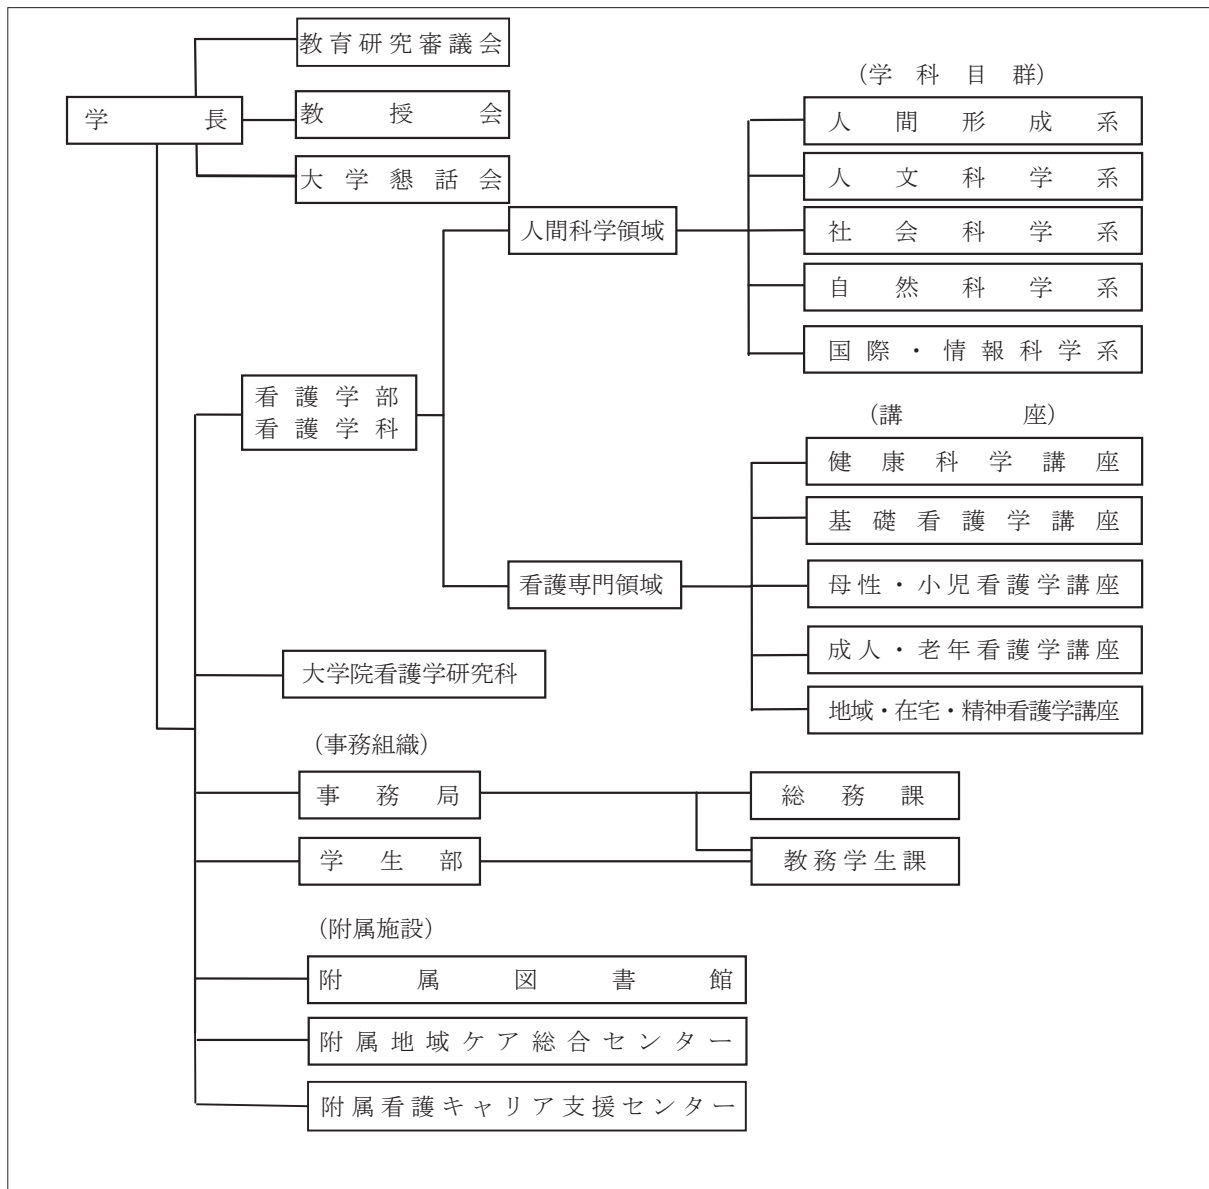 教育研究審議会
学長
教授会
大学懇話会
(学科目群)
人間形成系
人文科学系
人間科学領域
社会科学系
自然科学系
国際・情報科学系
看護学部
看護学科
(講座)
健康科学講座
基礎看護学講座
看護専門領域
母性・小児看護学講座
成人・老年看護学講座
地域・在宅・精神看護学講座
大学院看護学研究科
(事務組織)
事務局
総務課
学生部
教務学生課
(附属施設)
附属図書館
附属地域ケア総合センター
附属看護キャリア支援センター